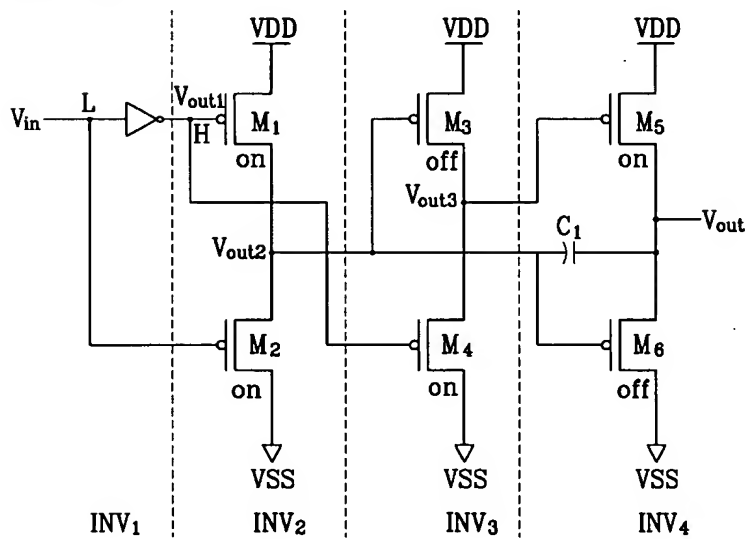 VDD VDD VDD
L
Vin
Vout1
H
M1
on
M3
off
M5
on
Vout3
Vout2
C1
Vout
M2
on
M4
on
M6
off
VSS VSS VSS
INV1 INV2 INV3 INV4